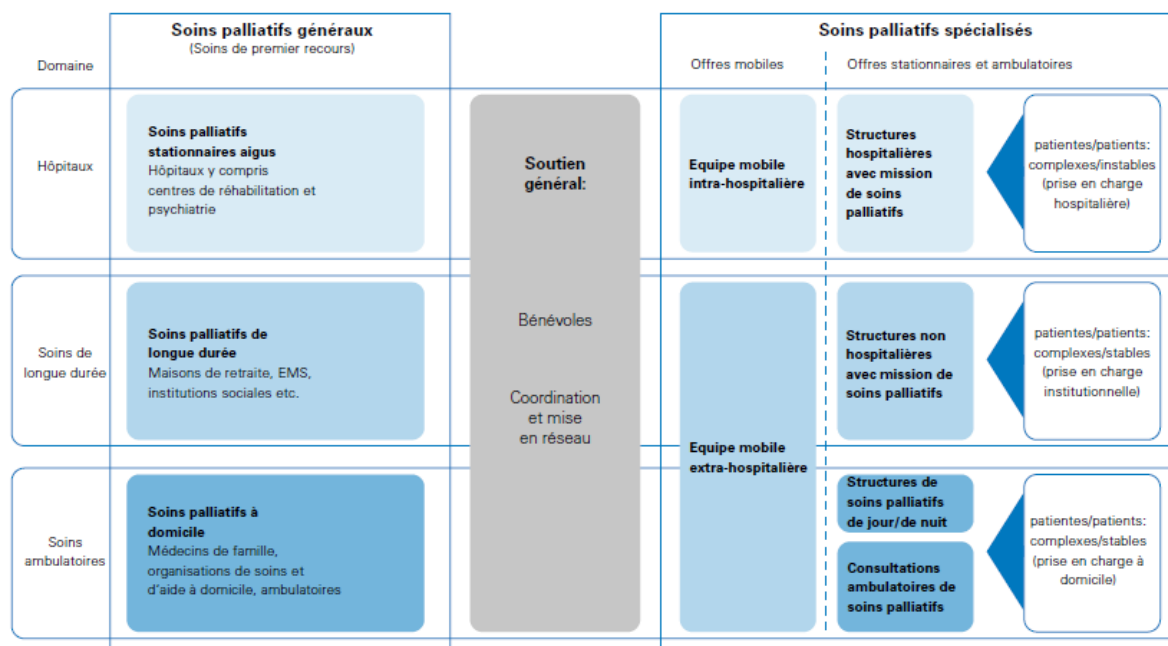 Soins palliatifs généraux
(Soins de premier recours)
Soins palliatifs spécialisés
Domaine
Offres mobiles
Offres stationnaires et ambulatoires
Hôpitaux
Soins palliatifs
stationnaires aigus
Hôpitaux y compris
centres de réhabilitation et
psychiatrie
Soutien
général:
Bénévoles
Coordination
et mise
en réseau
Equipe mobile
intra-hospitalière
Structures
hospitalières
avec mission
de soins
palliatifs
patientes/patients:
complexes/instables
(prise en charge
hospitalière)
Soins de
longue durée
Soins palliatifs de
longue durée
Maisons de retraite, EMS,
institutions sociales etc.
Equipe mobile
extra-hospitalière
Structures non
hospitalières
avec mission de
soins palliatifs
patientes/patients:
complexes/stables
(prise en charge
institutionnelle)
Soins
ambulatoires
Soins palliatifs à
domicile
Médecins de famille,
organisations de soins et
d'aide à domicile, ambulatoires
Structures de
soins palliatifs
de jour/de nuit
Consultations
ambulatoires de
soins palliatifs
patientes/patients:
complexes/stables
(prise en charge à
domicile)